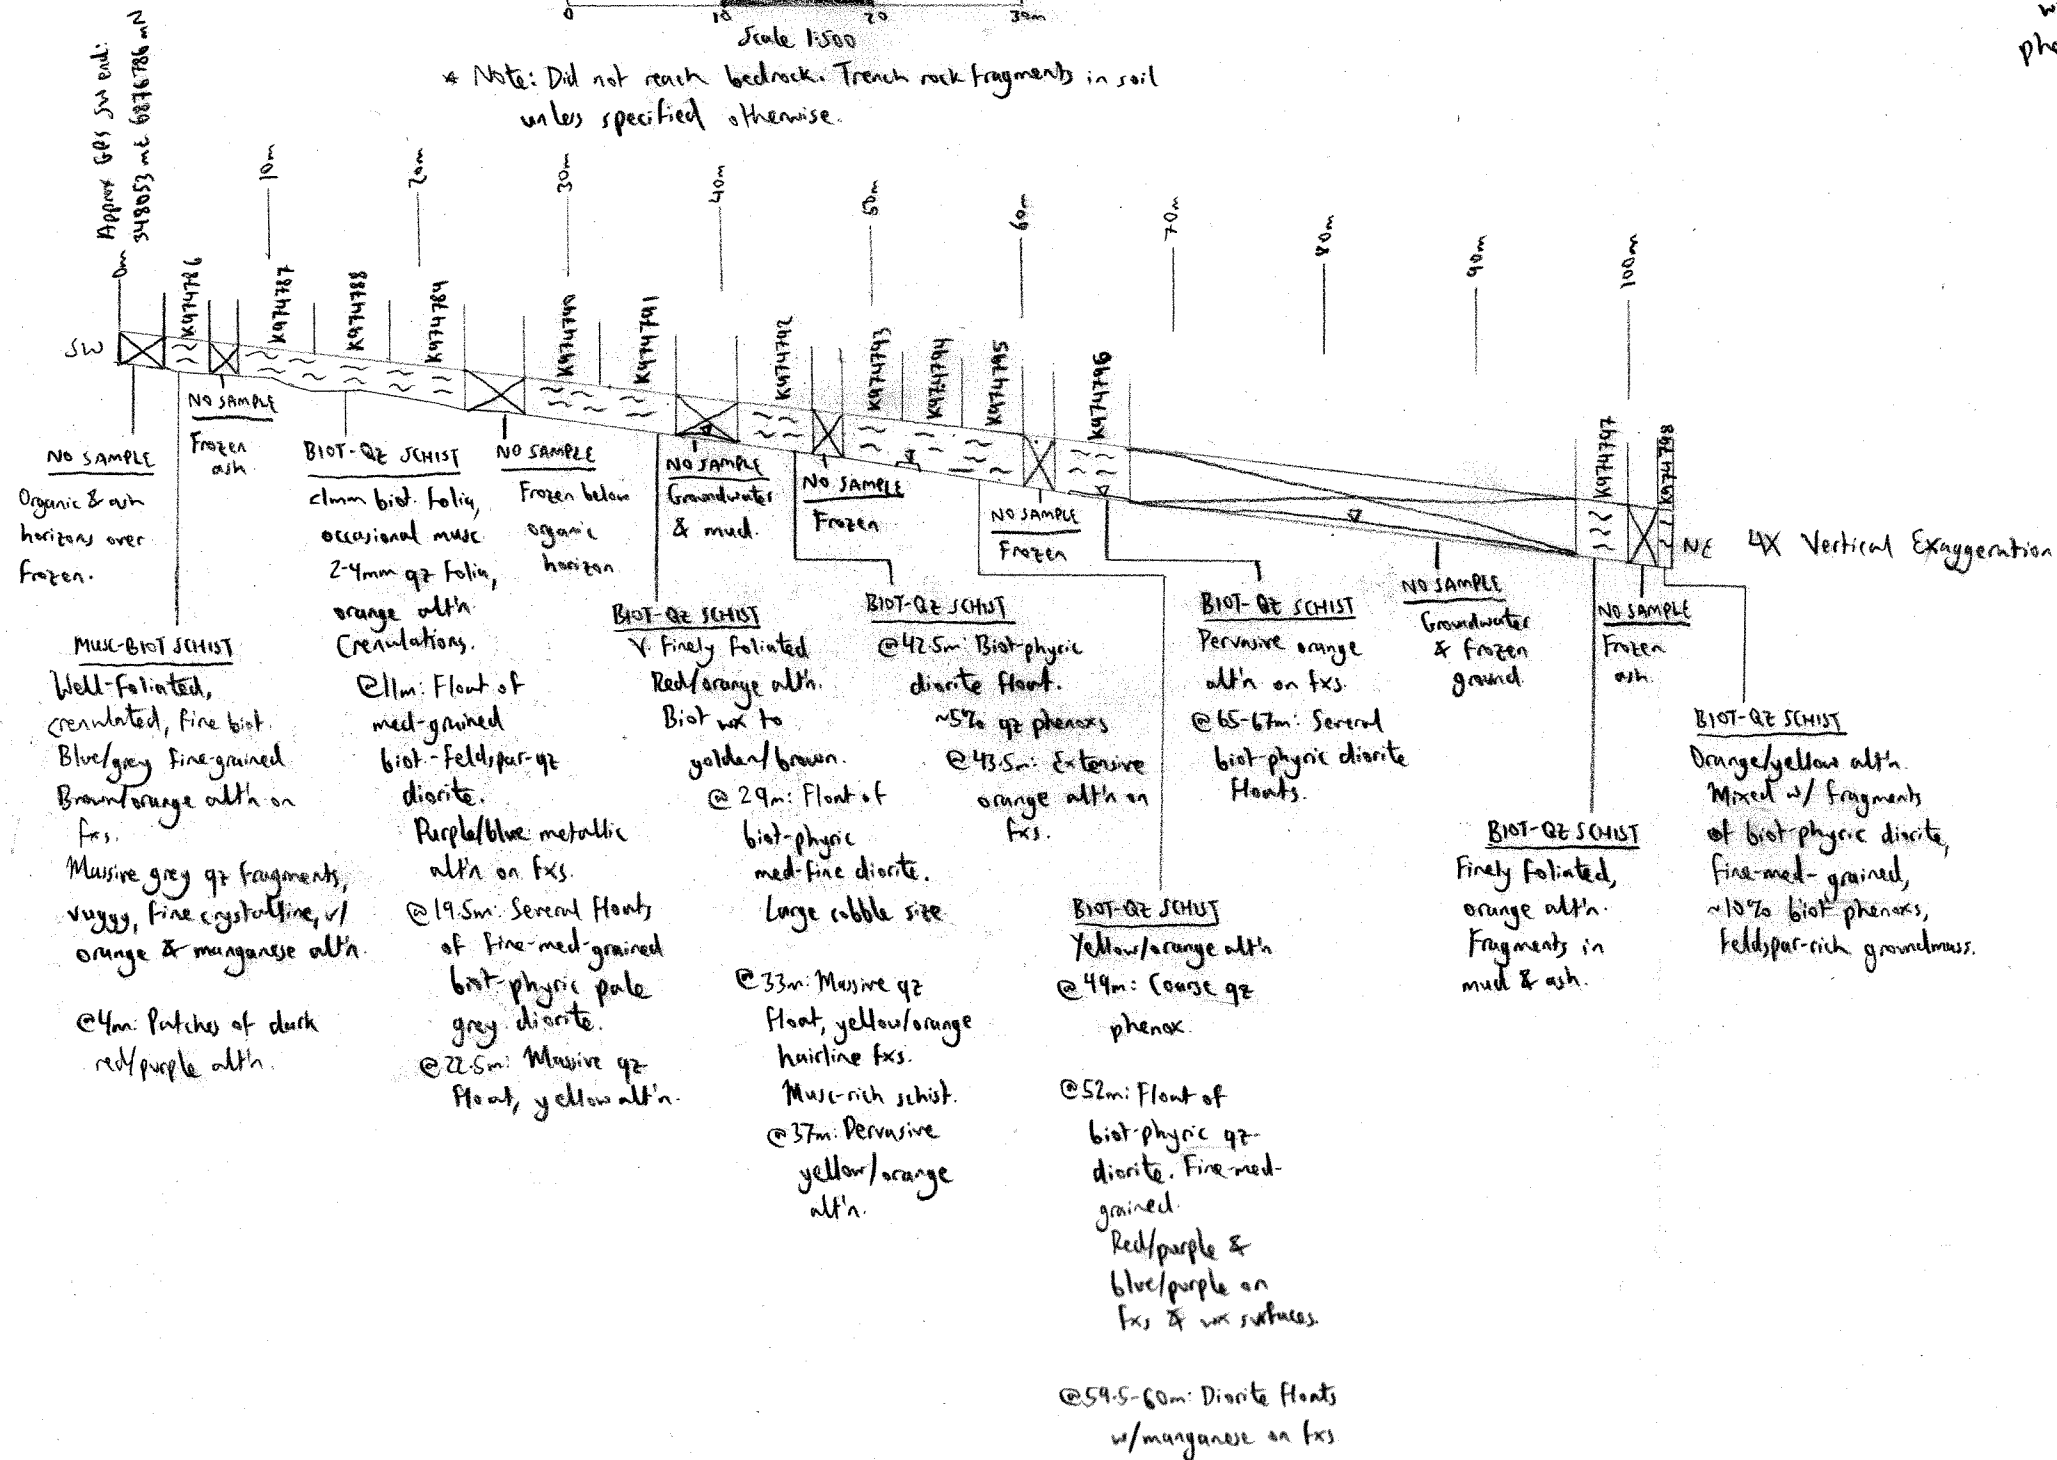 0 10 20 30m
Scale 1:500
* Note: Did not reach bedrock. Trench rock fragments in soil
unless specified otherwise.
Approx GPS SW end:
348053 mE 6876786 mN
0m
10m
20m
30m
40m
50m
60m
70m
80m
90m
100m
K974786
K974787
K974788
K974789
K974790
K974791
K974792
K974793
K974794
K974795
K974796
K974797
K974798
SW
NE 4X Vertical Exaggeration
NO SAMPLE
Organic & ash
horizons over
frozen.
MUSC-BIOT SCHIST
Well-foliated,
crenulated, fine biot.
Blue/grey fine-grained
Brown/orange alt'n on
fxs.
Massive grey qz fragments,
vuggy, fine crystalline, w/
orange & manganese alt'n.
@4m: Patches of dark
red/purple alt'n.
NO SAMPLE
Frozen
ash.
BIOT-QZ SCHIST
<1mm biot. folia,
occasional musc.
2-4mm qz folia,
orange alt'n.
Crenulations.
@11m: Float of
med-grained
biot-feldspar-qz
diorite.
Purple/blue metallic
alt'n on fxs.
@19.5m: Several floats
of fine-med-grained
biot-phyric pale
grey diorite.
@22.5m: Massive qz
float, yellow alt'n.
NO SAMPLE
Frozen below
organic
horizon.
BIOT-QZ SCHIST
V. finely foliated
Red/orange alt'n.
Biot wx to
golden/brown.
@29m: Float of
biot-phyric
med-fine diorite.
Large cobble size
@33m: Massive qz
float, yellow/orange
hairline fxs.
Musc-rich schist.
@37m: Pervasive
yellow/orange
alt'n.
NO SAMPLE
Groundwater
& mud.
BIOT-QZ SCHIST
@42.5m: Biot-phyric
diorite float.
~5% qz phenoxs
@43.5m: Extensive
orange alt'n on
fxs.
NO SAMPLE
Frozen
BIOT-QZ SCHIST
Yellow/orange alt'n
@49m: Coarse qz
phenox.
@52m: Float of
biot-phyric qz-
diorite. Fine-med-
grained.
Red/purple &
blue/purple on
fxs & wx surfaces.
@59.5-60m: Diorite floats
w/manganese on fxs
NO SAMPLE
Frozen
BIOT-QZ SCHIST
Pervasive orange
alt'n on fxs.
@65-67m: Several
biot-phyric diorite
floats.
NO SAMPLE
Groundwater
& frozen
ground.
BIOT-QZ SCHIST
Finely foliated,
orange alt'n.
Fragments in
mud & ash.
NO SAMPLE
Frozen
ash.
BIOT-QZ SCHIST
Orange/yellow alt'n.
Mixed w/ fragments
of biot-phyric diorite,
fine-med-grained,
~10% biot phenoxs,
feldspar-rich groundmass.